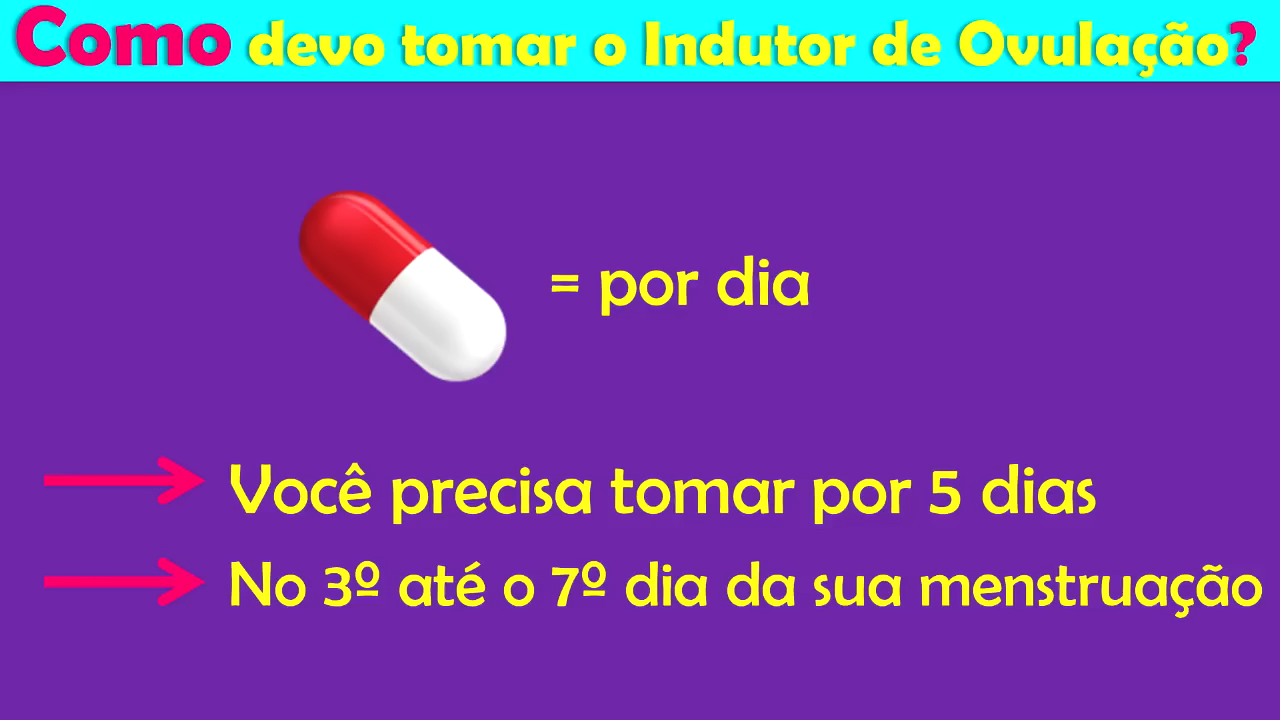 Como devo tomar o Indutor de Ovulação?
= por dia
Você precisa tomar por 5 dias
No 3º até o 7º dia da sua menstruação